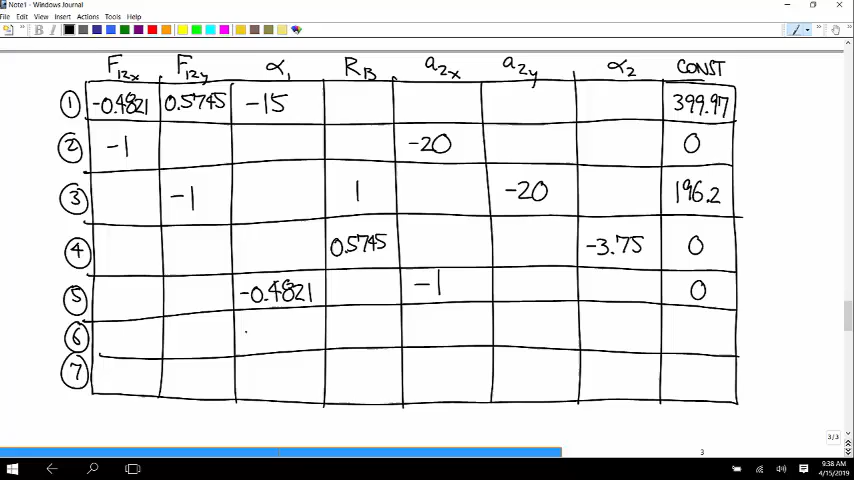 Note1 - Windows Journal
File Edit View Insert Actions Tools Help
B I
F12x F12y α1 RB a2x a2y α2 CONST
① -0.4821 0.5745 -15 399.97
② -1 -20 0
③ -1 1 -20 196.2
④ 0.5745 -3.75 0
⑤ -0.4821 -1 0
⑥
⑦
3/3
3
9:38 AM
4/15/2019